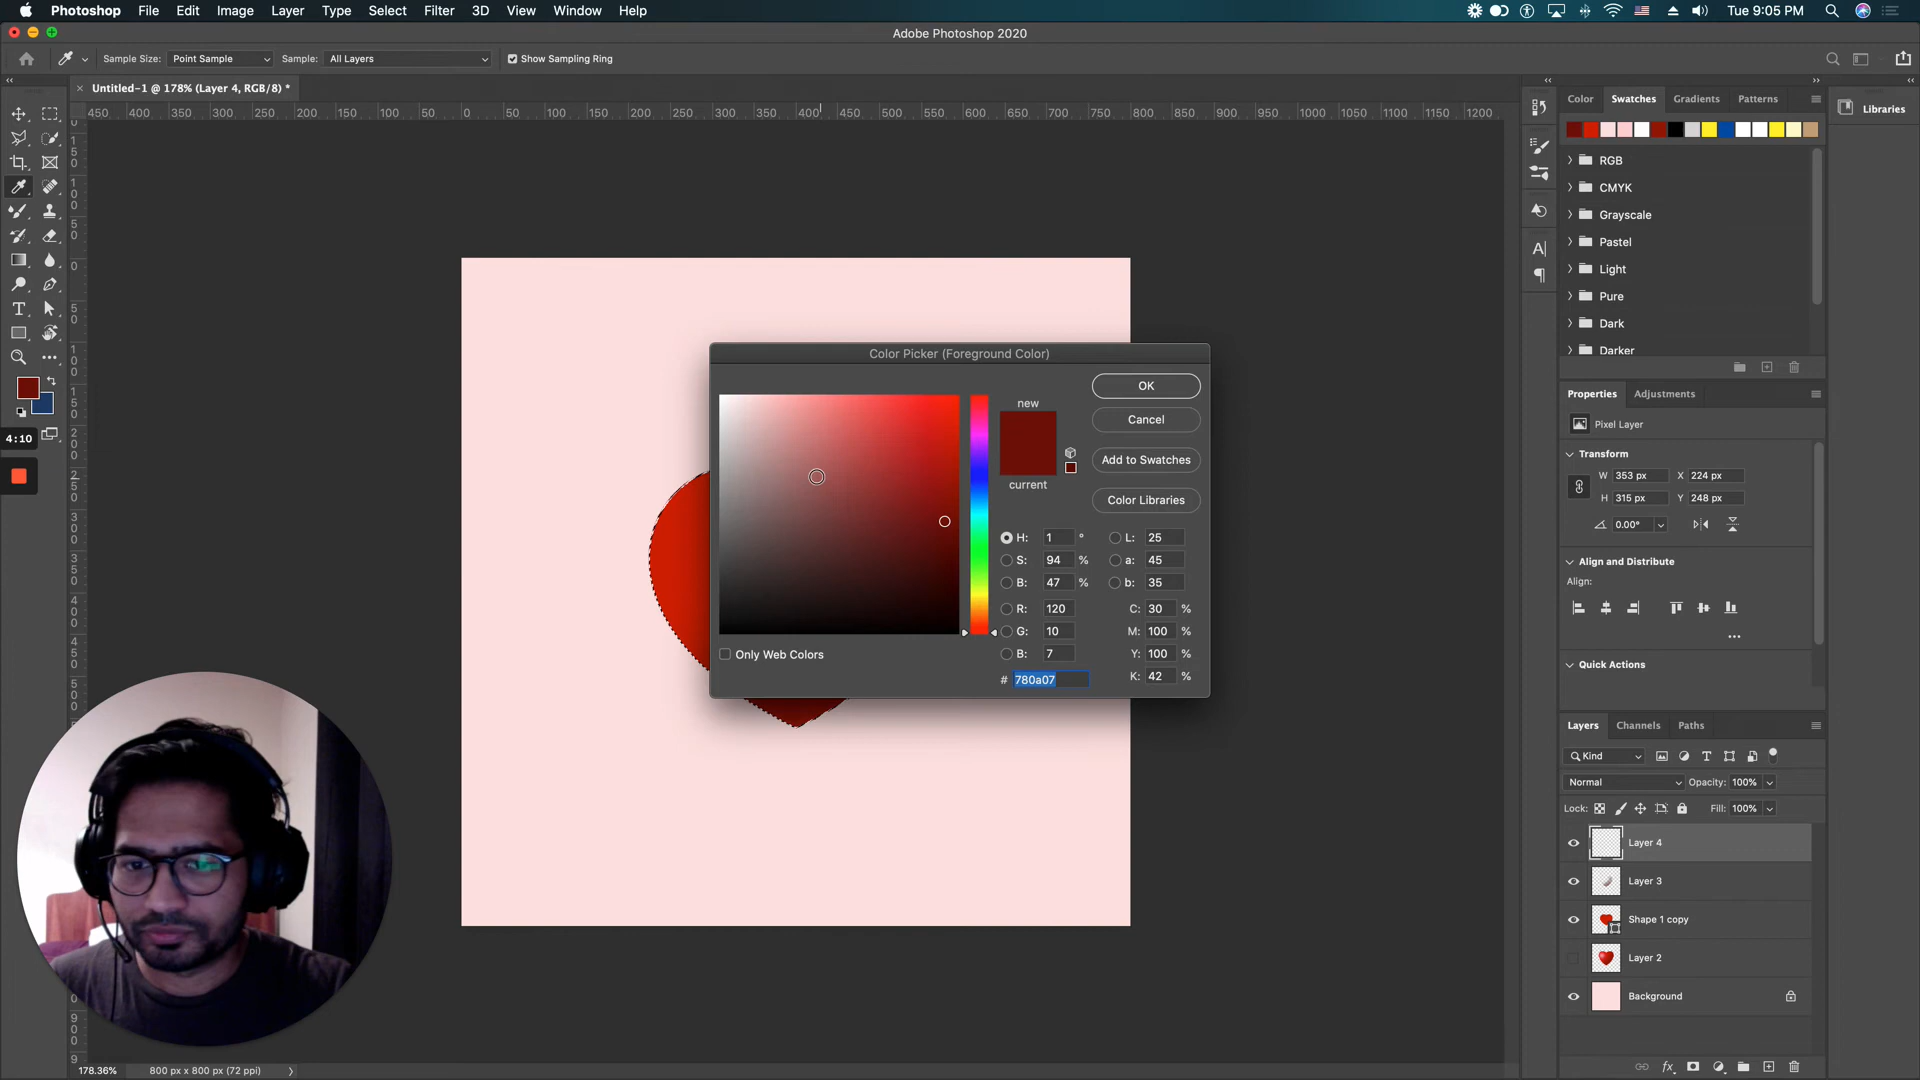 Photoshop File Edit Image Layer Type Select Filter 3D View Window Help Tue 9:05 PM
Adobe Photoshop 2020
Sample Size: Point Sample Sample: All Layers Show Sampling Ring
Untitled-1 @ 178% (Layer 4, RGB/8) *
450 400 350 300 250 200 150 100 50 0 50 100 150 200 250 300 350 400 450 500 550 600 650 700 750 800 850 900 950 1000 1050 1100 1150 1200
Color Swatches Gradients Patterns
Libraries
RGB
CMYK
Grayscale
Pastel
Light
Pure
Dark
Darker
Color Picker (Foreground Color)
new
current
OK
Cancel
Add to Swatches
Color Libraries
H: 1 ° L: 25
S: 94 % a: 45
B: 47 % b: 35
R: 120 C: 30 %
G: 10 M: 100 %
B: 7 Y: 100 %
# 780a07 K: 42 %
Only Web Colors
4:10
Properties Adjustments
Pixel Layer
Transform
W 353 px X 224 px
H 315 px Y 248 px
0.00°
Align and Distribute
Align:
Quick Actions
Layers Channels Paths
Kind
Normal Opacity: 100%
Lock: Fill: 100%
Layer 4
Layer 3
Shape 1 copy
Layer 2
Background
178.36% 800 px x 800 px (72 ppi)